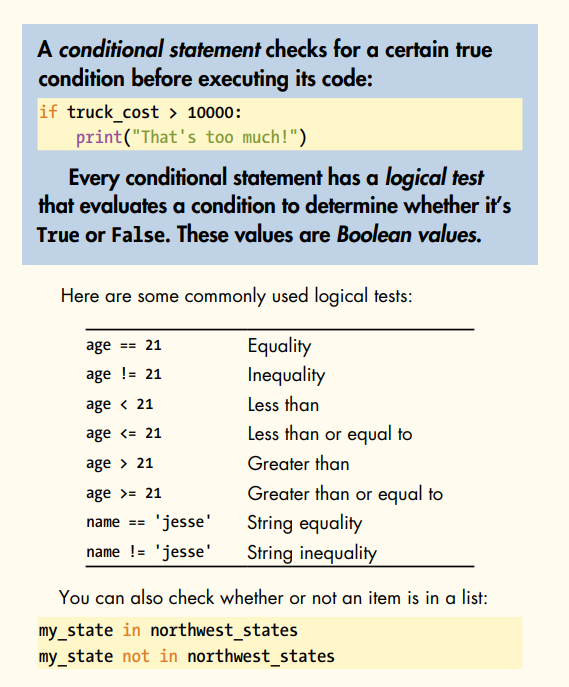 A conditional statement checks for a certain true
condition before executing its code:
if truck_cost > 10000:
    print("That's too much!")
Every conditional statement has a logical test
that evaluates a condition to determine whether it's
True or False. These values are Boolean values.
Here are some commonly used logical tests:
age == 21 Equality
age != 21 Inequality
age < 21 Less than
age <= 21 Less than or equal to
age > 21 Greater than
age >= 21 Greater than or equal to
name == 'jesse' String equality
name != 'jesse' String inequality
You can also check whether or not an item is in a list:
my_state in northwest_states
my_state not in northwest_states